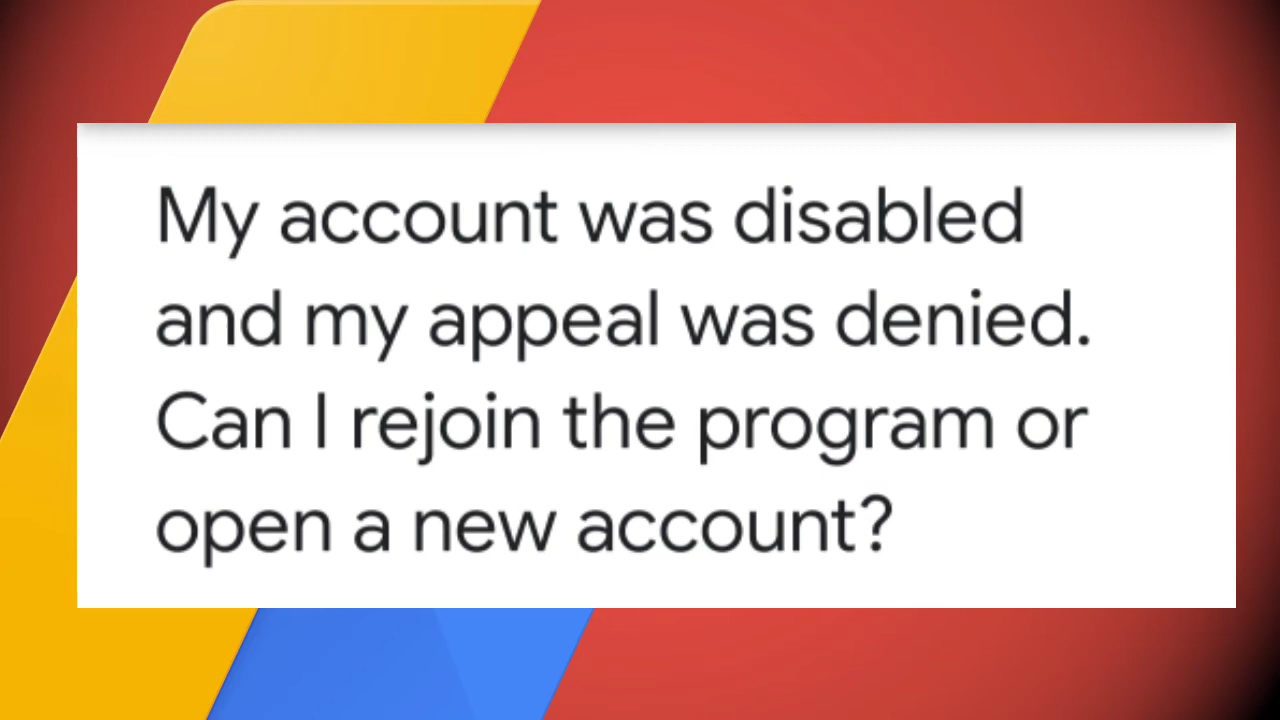 My account was disabled
and my appeal was denied.
Can I rejoin the program or
open a new account?